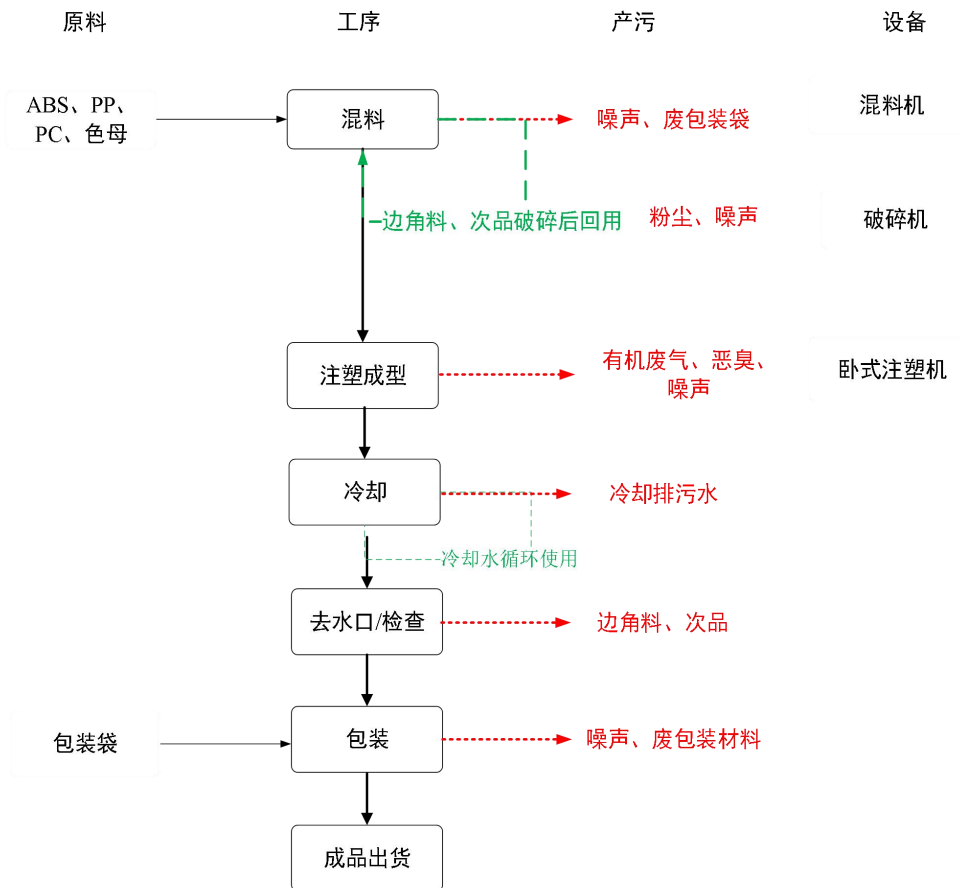 原料 工序 产污 设备
ABS、PP、
PC、色母
混料
噪声、废包装袋
混料机
边角料、次品破碎后回用
粉尘、噪声
破碎机
注塑成型
有机废气、恶臭、
噪声
卧式注塑机
冷却
冷却排污水
冷却水循环使用
去水口/检查
边角料、次品
包装袋
包装
噪声、废包装材料
成品出货